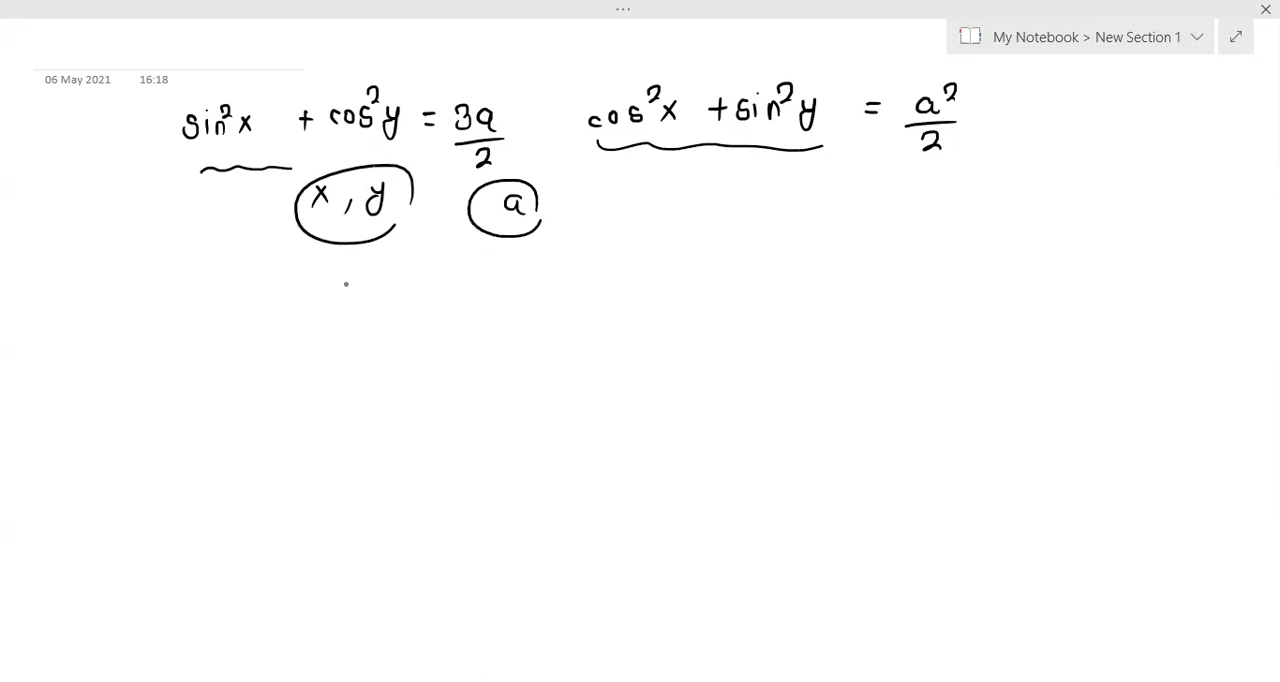 My Notebook > New Section 1
06 May 2021 16:18
sin²x + cos²y = 3a/2 cos²x + sin²y = a²/2
x, y a